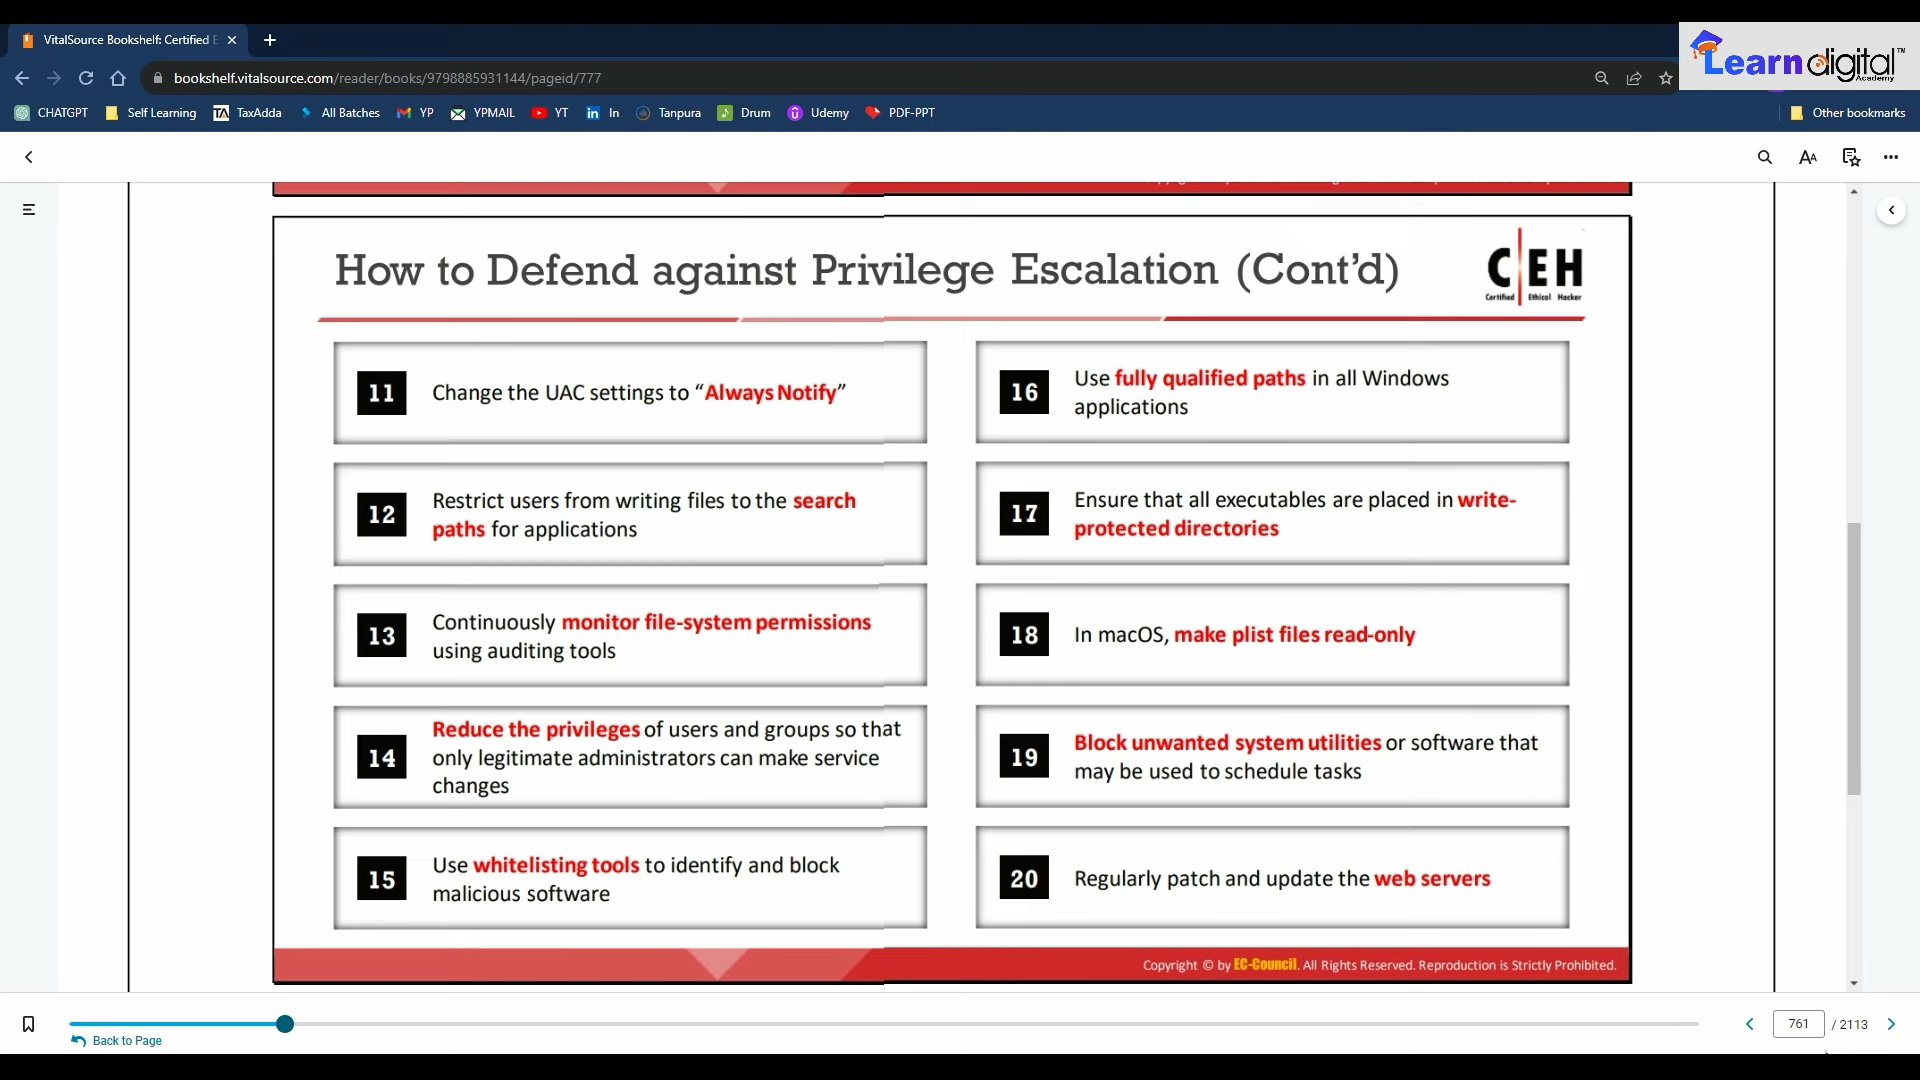 VitalSource Bookshelf: Certified E
Learn digital™
Academy
bookshelf.vitalsource.com/reader/books/9798885931144/pageid/777
CHATGPT
Self Learning
TaxAdda
All Batches
YP
YPMAIL
YT
In
Tanpura
Drum
Udemy
PDF-PPT
Other bookmarks
How to Defend against Privilege Escalation (Cont'd)
C|EH
Certified Ethical Hacker
11
Change the UAC settings to “Always Notify”
12
Restrict users from writing files to the search
paths for applications
13
Continuously monitor file-system permissions
using auditing tools
14
Reduce the privileges of users and groups so that
only legitimate administrators can make service
changes
15
Use whitelisting tools to identify and block
malicious software
16
Use fully qualified paths in all Windows
applications
17
Ensure that all executables are placed in write-
protected directories
18
In macOS, make plist files read-only
19
Block unwanted system utilities or software that
may be used to schedule tasks
20
Regularly patch and update the web servers
Copyright © by EC-Council. All Rights Reserved. Reproduction is Strictly Prohibited.
Back to Page
761 / 2113